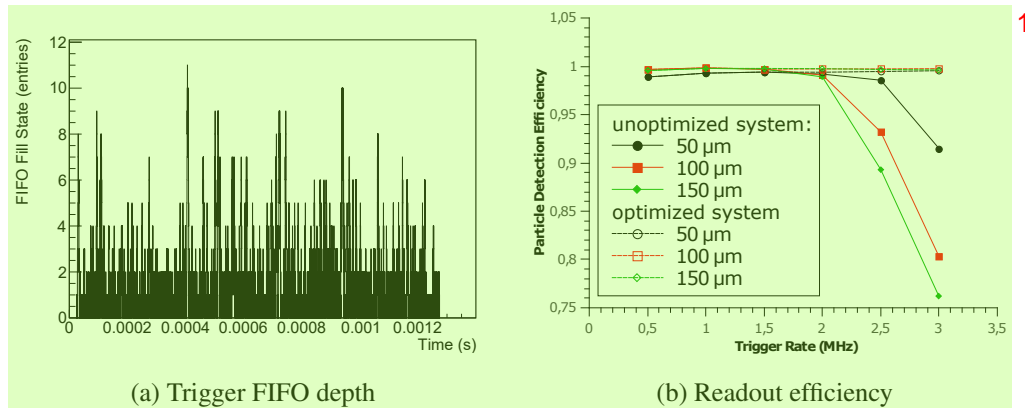 1
12
10
8
6
4
2
0
FIFO Fill State (entries)
0 0.0002 0.0004 0.0006 0.0008 0.001 0.0012
Time (s)
(a) Trigger FIFO depth
1,05
1
0,95
0,9
0,85
0,8
0,75
Particle Detection Efficiency
unoptimized system:
50 µm
100 µm
150 µm
optimized system
50 µm
100 µm
150 µm
0 0,5 1 1,5 2 2,5 3 3,5
Trigger Rate (MHz)
(b) Readout efficiency